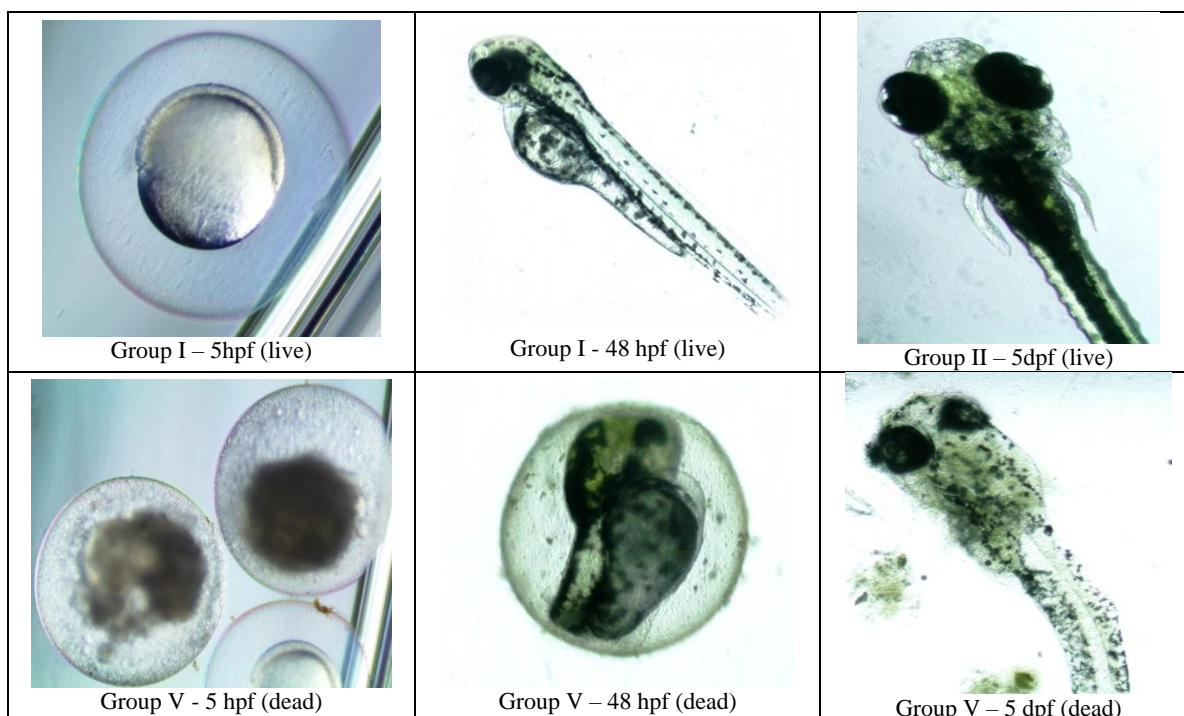 Group I – 5hpf (live)
Group I - 48 hpf (live)
Group II – 5dpf (live)
Group V - 5 hpf (dead)
Group V – 48 hpf (dead)
Group V – 5 dpf (dead)